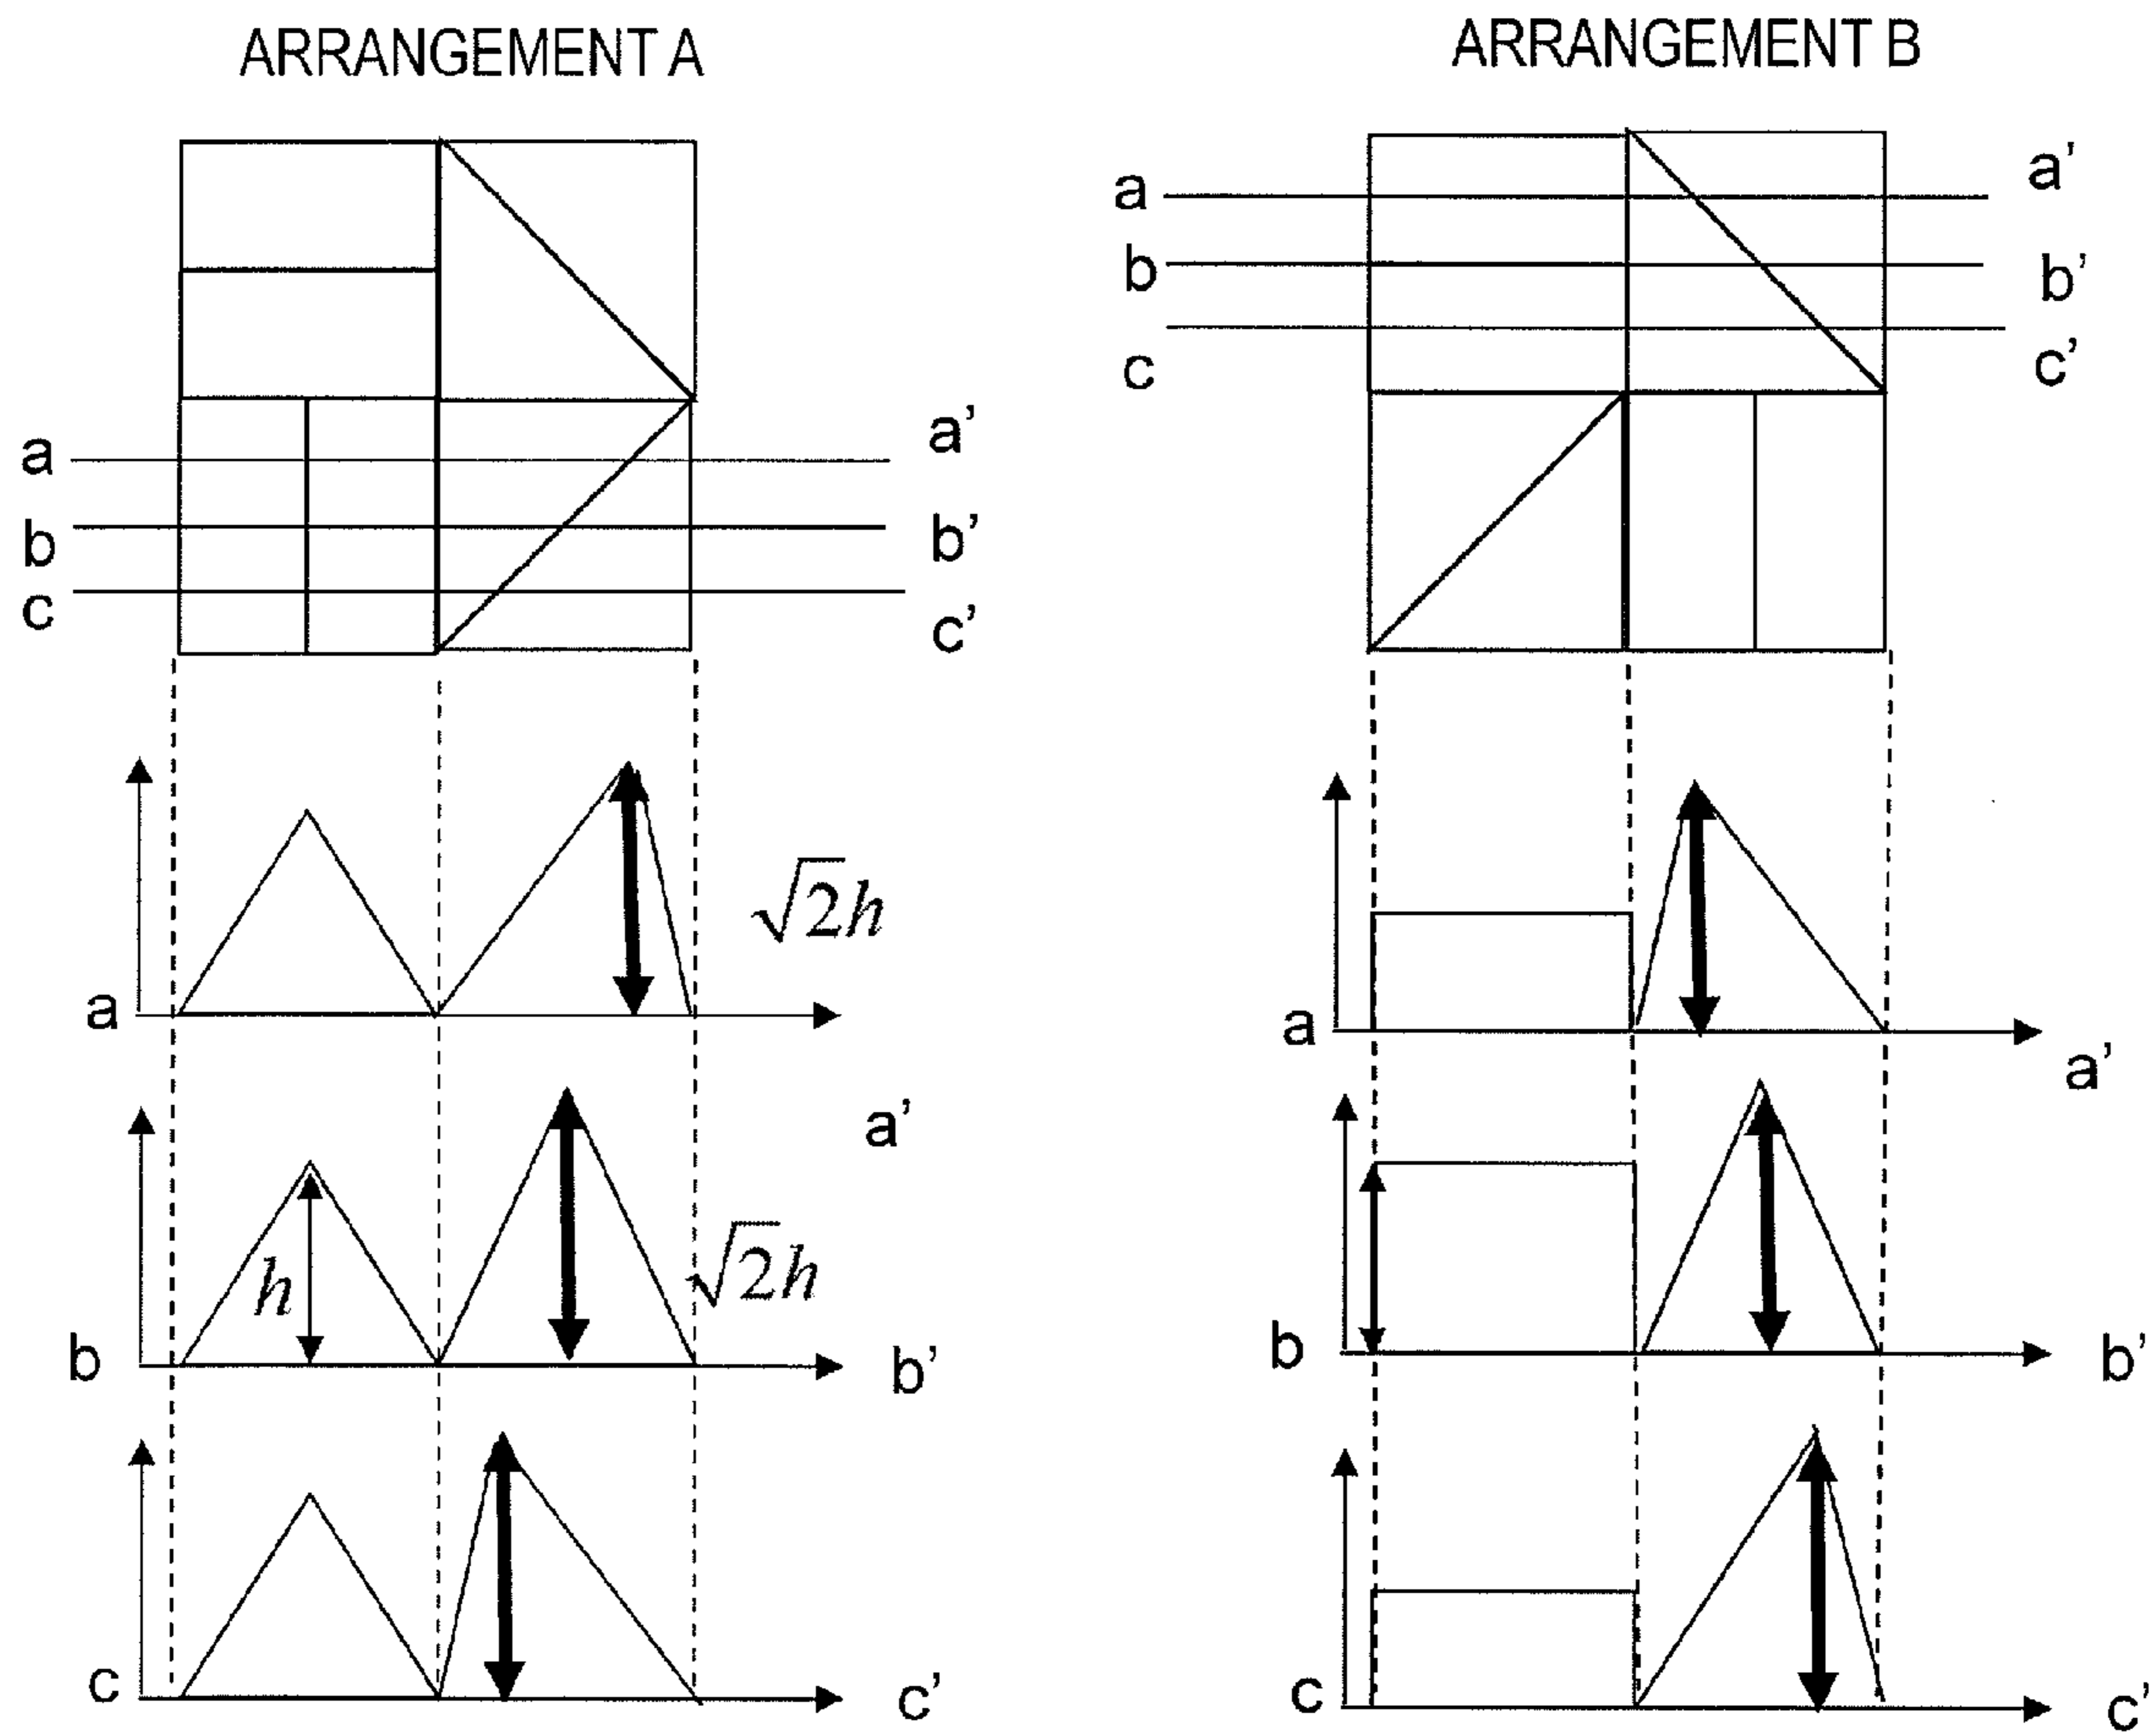 ARRANGEMENT A
ARRANGEMENT B
a a'
b b'
c c'
a a'
b b'
c c'
√2h
a
a'
h
√2h
b b'
c c'
a
a'
b b'
c c'